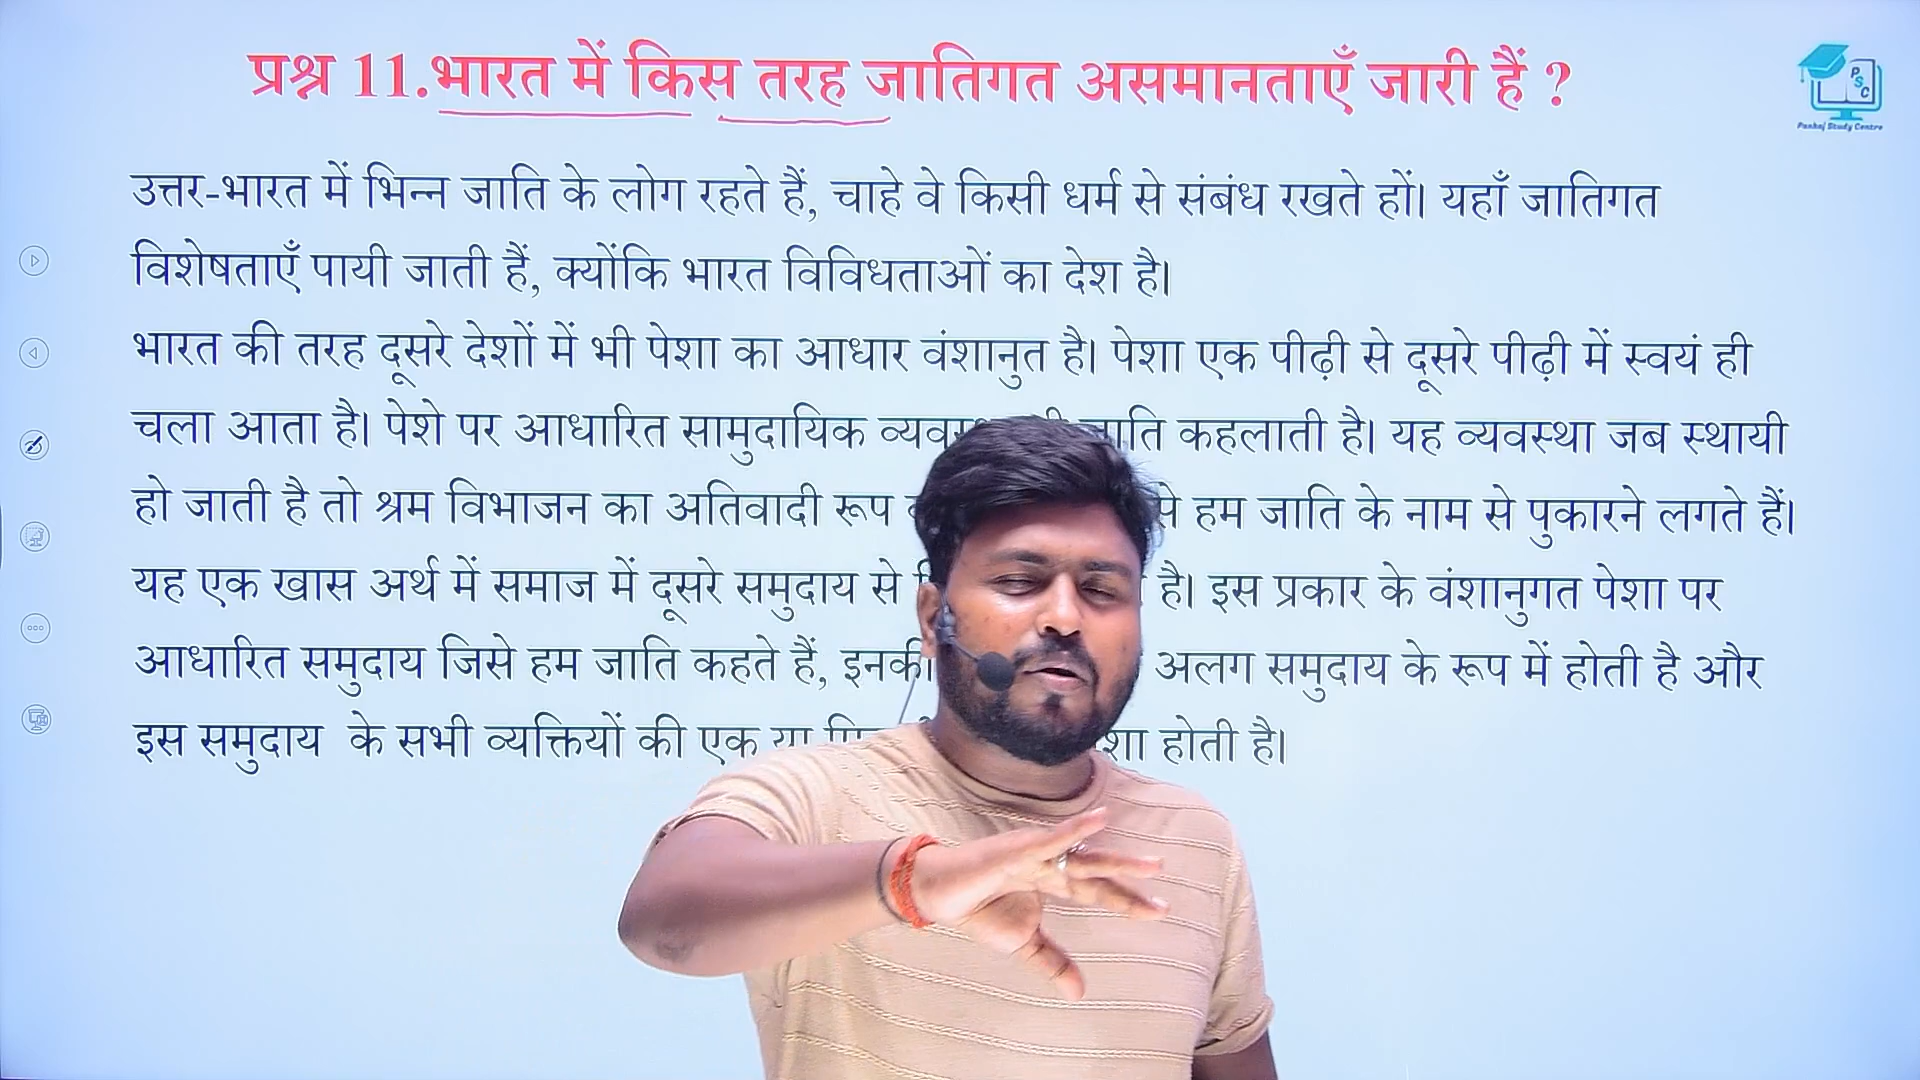 प्रश्न 11.भारत में किस तरह जातिगत असमानताएँ जारी हैं ?
P
S
C
Pankaj Study Centre
उत्तर-भारत में भिन्न जाति के लोग रहते हैं, चाहे वे किसी धर्म से संबंध रखते हों। यहाँ जातिगत
विशेषताएँ पायी जाती हैं, क्योंकि भारत विविधताओं का देश है।
भारत की तरह दूसरे देशों में भी पेशा का आधार वंशानुत है। पेशा एक पीढ़ी से दूसरे पीढ़ी में स्वयं ही
चला आता है। पेशे पर आधारित सामुदायिक कहलाती है। यह व्यवस्था जब स्थायी
हो जाती है तो श्रम विभाजन का अतिवादी रूप हम जाति के नाम से पुकारने लगते हैं।
यह एक खास अर्थ में समाज में दूसरे समुदाय से है। इस प्रकार के वंशानुगत पेशा पर
आधारित समुदाय जिसे हम जाति कहते हैं, इनकी अलग समुदाय के रूप में होती है और
इस समुदाय के सभी व्यक्तियों की एक या होती है।